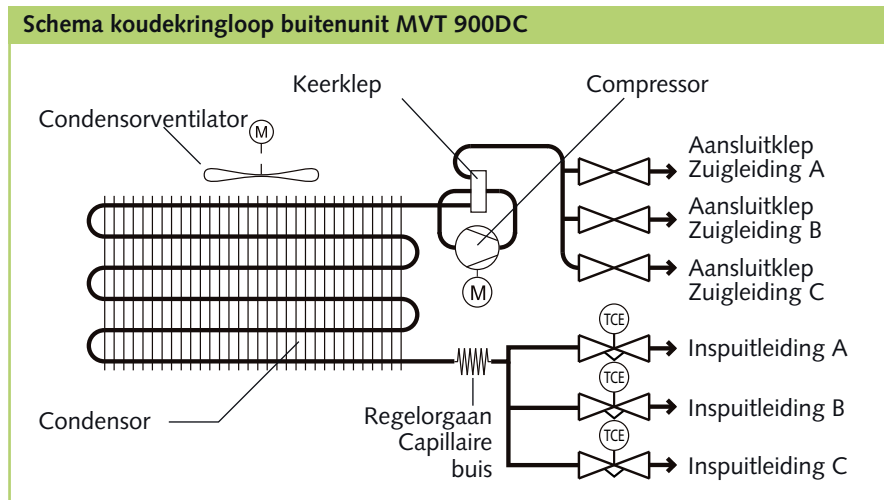 Schema koudekringloop buitenunit MVT 900DC
Keerklep
Compressor
Condensorventilator
M
Aansluitklep
Zuigleiding A
Aansluitklep
Zuigleiding B
Aansluitklep
Zuigleiding C
M
TCE
Inspuitleiding A
TCE
Inspuitleiding B
TCE
Inspuitleiding C
Condensor
Regelorgaan
Capillaire
buis